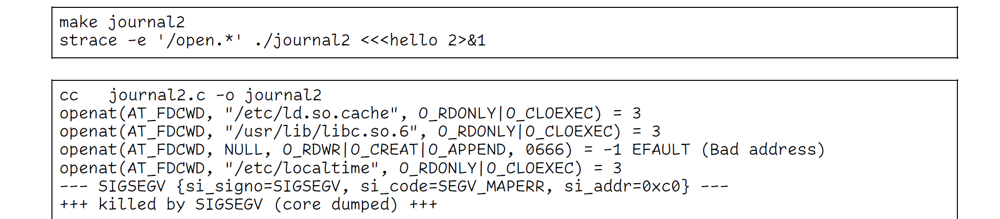 make journal2
strace -e '/open.*' ./journal2 <<<hello 2>&1
cc   journal2.c -o journal2
openat(AT_FDCWD, "/etc/ld.so.cache", O_RDONLY|O_CLOEXEC) = 3
openat(AT_FDCWD, "/usr/lib/libc.so.6", O_RDONLY|O_CLOEXEC) = 3
openat(AT_FDCWD, NULL, O_RDWR|O_CREAT|O_APPEND, 0666) = -1 EFAULT (Bad address)
openat(AT_FDCWD, "/etc/localtime", O_RDONLY|O_CLOEXEC) = 3
--- SIGSEGV {si_signo=SIGSEGV, si_code=SEGV_MAPERR, si_addr=0xc0} ---
+++ killed by SIGSEGV (core dumped) +++